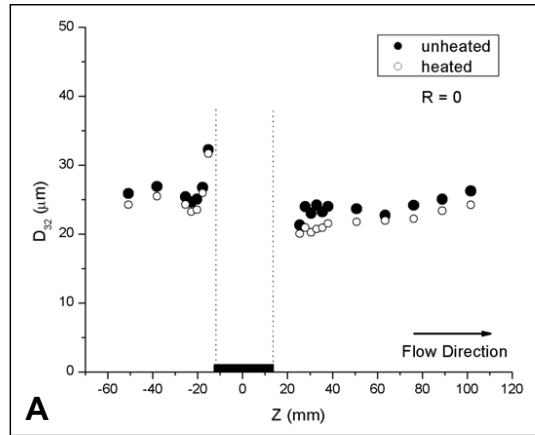 50
40
30
20
10
0
D₃₂ (μm)
unheated
heated
R = 0
Flow Direction
-60 -40 -20 0 20 40 60 80 100 120
Z (mm)
A